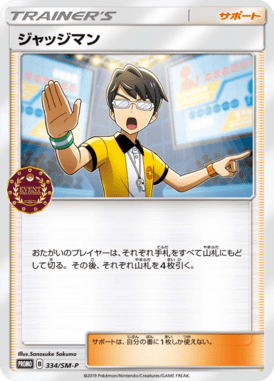 TRAINER'S
サポート
ジャッジマン
EVENT
おたがいのプレイヤーは、それぞれ手札をすべて山札にもど
して切る。その後、それぞれ山札を4枚引く。
Illus.Sanosuke Sakuma
PROMO 334/SM-P
サポートは、自分の番に1枚しか使えない。
©2019 Pokémon/Nintendo/Creatures/GAME FREAK.